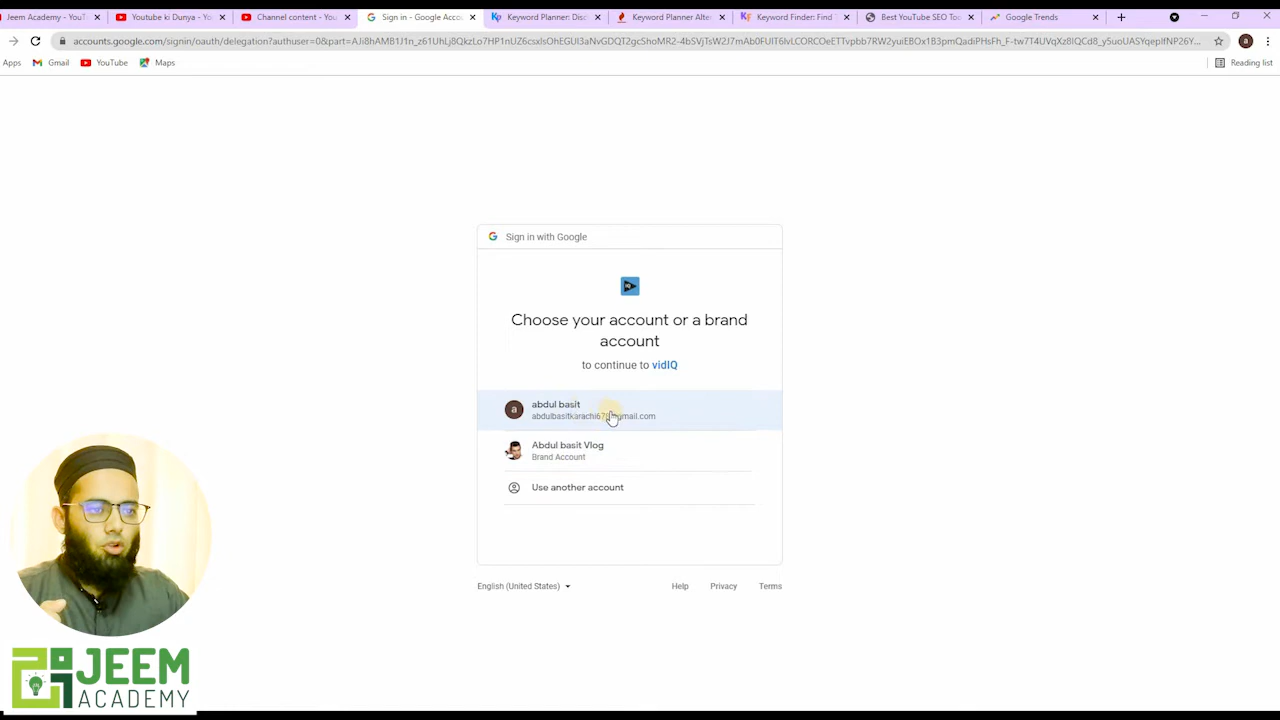 Jeem Academy - YouT
Youtube ki Dunya - Yo
Channel content - You
Sign in - Google Acco
Keyword Planner: Disc
Keyword Planner Alte
Keyword Finder: Find
Best YouTube SEO Too
Google Trends
Apps
Gmail
YouTube
Maps
Reading list
Sign in with Google
Choose your account or a brand
account
to continue to vidIQ
a
abdul basit
Abdul basit Vlog
Brand Account
Use another account
English (United States)
Help
Privacy
Terms
JEEM
ACADEMY